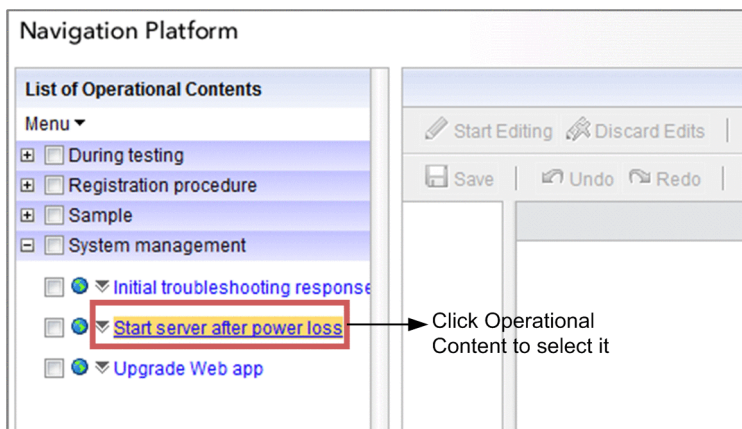 Navigation Platform
List of Operational Contents
Menu
Start Editing Discard Edits
During testing
Registration procedure
Save Undo Redo
Sample
System management
Initial troubleshooting response
Start server after power loss
Click Operational
Content to select it
Upgrade Web app